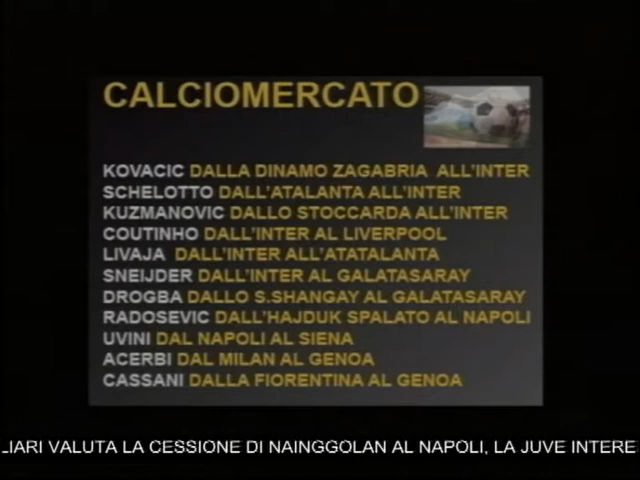 CALCIOMERCATO
KOVACIC DALLA DINAMO ZAGABRIA ALL'INTER
SCHELOTTO DALL'ATALANTA ALL'INTER
KUZMANOVIC DALLO STOCCARDA ALL'INTER
COUTINHO DALL'INTER AL LIVERPOOL
LIVAJA DALL'INTER ALL'ATATALANTA
SNEIJDER DALL'INTER AL GALATASARAY
DROGBA DALLO S.SHANGAY AL GALATASARAY
RADOSEVIC DALL'HAJDUK SPALATO AL NAPOLI
UVINI DAL NAPOLI AL SIENA
ACERBI DAL MILAN AL GENOA
CASSANI DALLA FIORENTINA AL GENOA
LIARI VALUTA LA CESSIONE DI NAINGGOLAN AL NAPOLI, LA JUVE INTERE